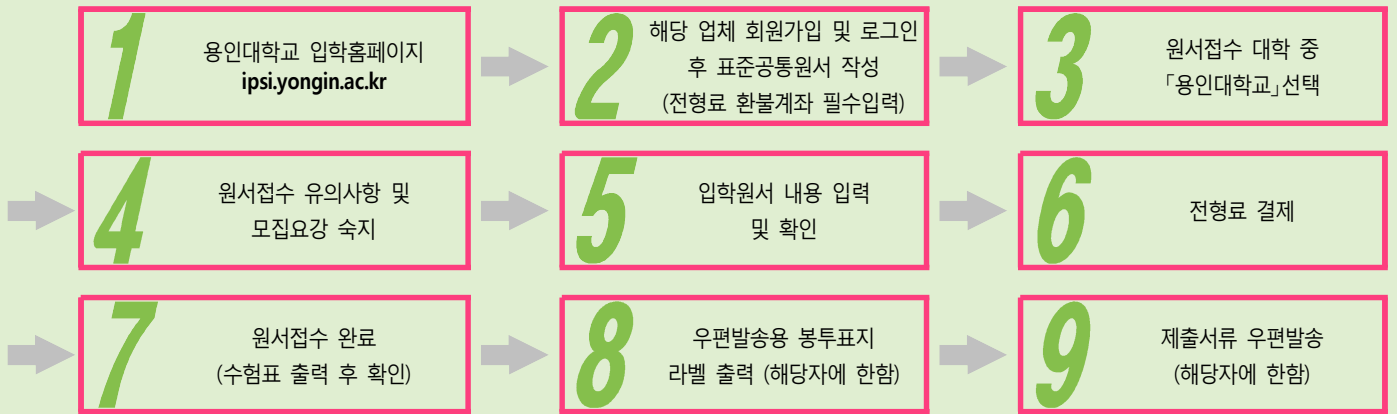 1
용인대학교 입학홈페이지
ipsi.yongin.ac.kr
2
해당 업체 회원가입 및 로그인
후 표준공통원서 작성
(전형료 환불계좌 필수입력)
3
원서접수 대학 중
「용인대학교」선택
4
원서접수 유의사항 및
모집요강 숙지
5
입학원서 내용 입력
및 확인
6
전형료 결제
7
원서접수 완료
(수험표 출력 후 확인)
8
우편발송용 봉투표지
라벨 출력 (해당자에 한함)
9
제출서류 우편발송
(해당자에 한함)